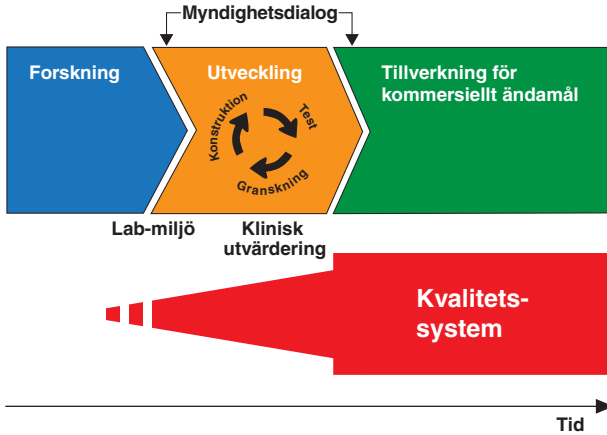 Myndighetsdialog
Forskning
Utveckling
Tillverkning för
kommersiellt ändamål
Konstruktion
Test
Granskning
Lab-miljö
Klinisk
utvärdering
Kvalitets-
system
Tid